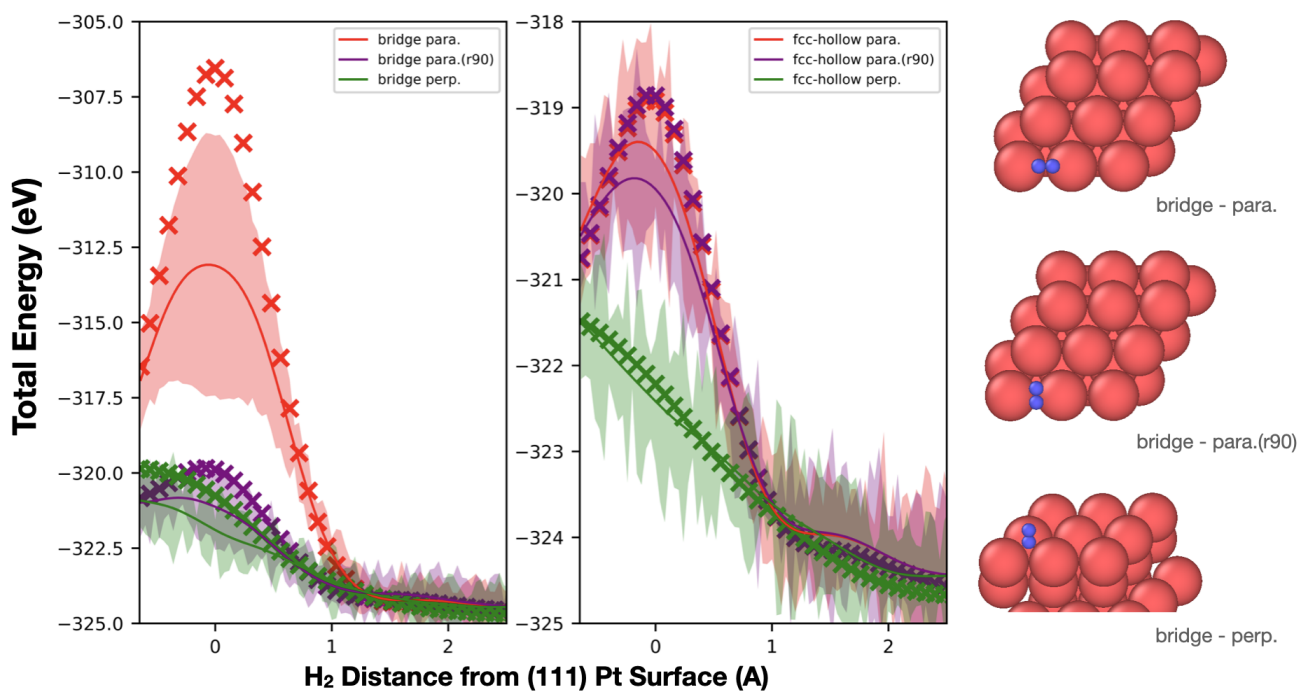 Total Energy (eV)
−305.0
−307.5
−310.0
−312.5
−315.0
−317.5
−320.0
−322.5
−325.0
bridge para.
bridge para.(r90)
bridge perp.
0 1 2
−318
−319
−320
−321
−322
−323
−324
−325
fcc-hollow para.
fcc-hollow para.(r90)
fcc-hollow perp.
0 1 2
H₂ Distance from (111) Pt Surface (A)
bridge - para.
bridge - para.(r90)
bridge - perp.